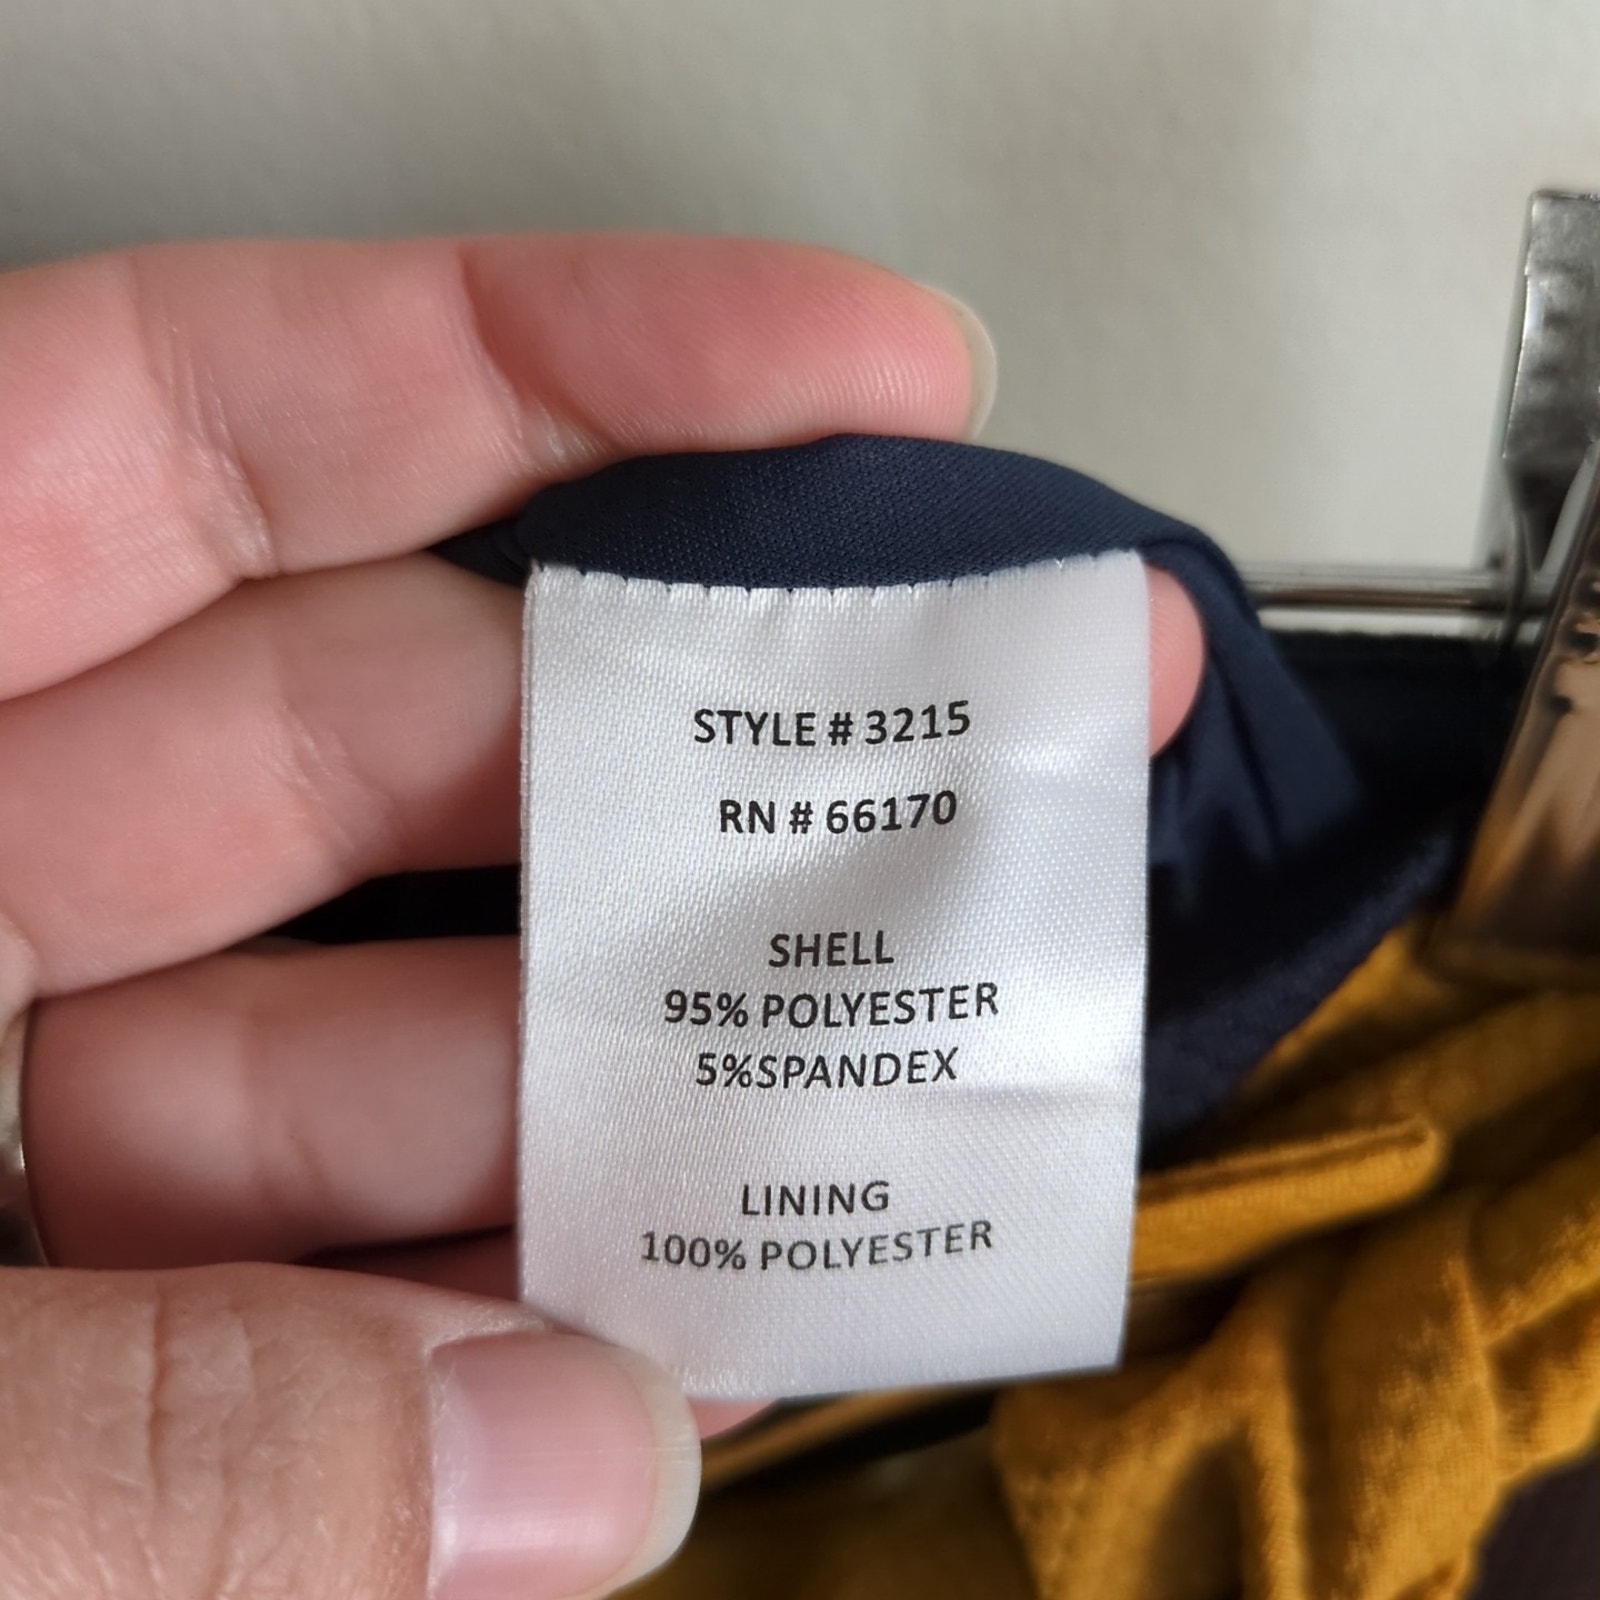 STYLE # 3215
RN # 66170
SHELL
95% POLYESTER
5%SPANDEX
LINING
100% POLYESTER